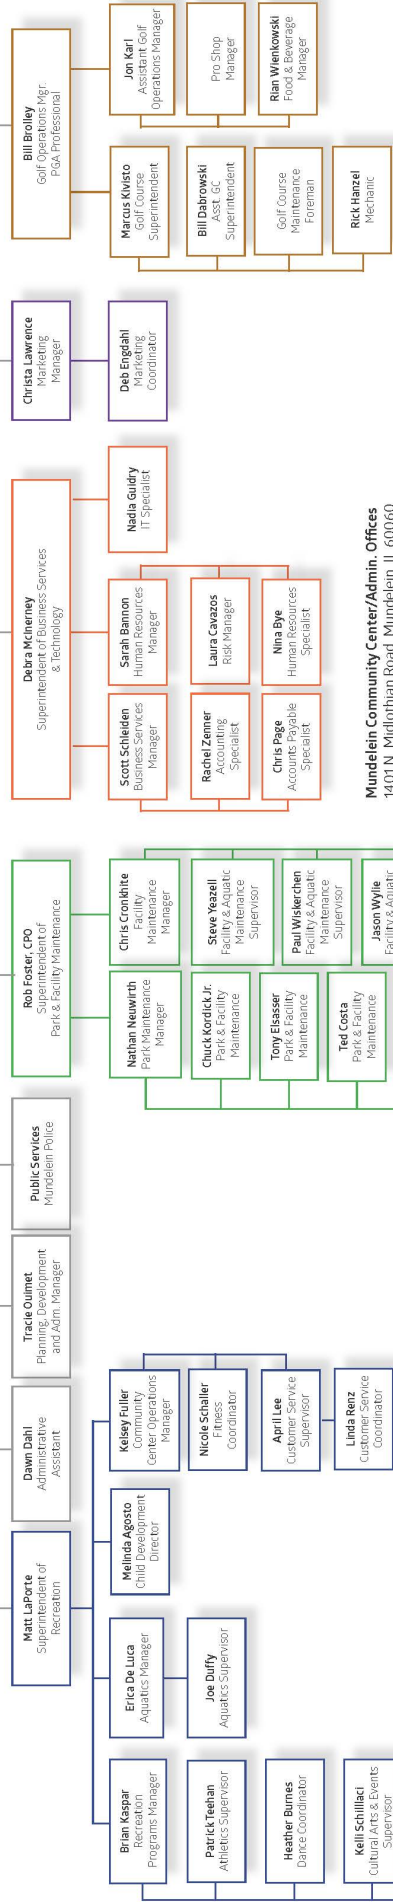 Matt LaPorte
Superintendent of
Recreation
Dawn Dahl
Administrative
Assistant
Tracie Ouimet
Planning, Development
and Adm. Manager
Public Services
Mundelein Police
Rob Foster, CPO
Superintendent of
Park & Facility Maintenance
Debra McInerney
Superintendent of Business Services
& Technology
Christa Lawrence
Marketing
Manager
Bill Brolley
Golf Operations Mgr.
PGA Professional
Brian Kaspar
Recreation
Programs Manager
Patrick Teehan
Athletics Supervisor
Heather Burnes
Dance Coordinator
Kelli Schilllaci
Cultural Arts & Events
Supervisor
Erica De Luca
Aquatics Manager
Joe Duffy
Aquatics Supervisor
Melinda Agosto
Child Development
Director
Kelsey Fuller
Community
Center Operations
Manager
Nicole Schaller
Fitness
Coordinator
April Lee
Customer Service
Supervisor
Linda Renz
Customer Service
Coordinator
Nathan Neuwirth
Park Maintenance
Manager
Chuck Kordick Jr.
Park & Facility
Maintenance
Tony Elsasser
Park & Facility
Maintenance
Ted Costa
Park & Facility
Maintenance
Chris Cronkhite
Facility
Maintenance
Manager
Steve Yeazell
Facility & Aquatic
Maintenance
Supervisor
Paul Wiskerchen
Facility & Aquatic
Maintenance
Supervisor
Jason Wylie
Facility & Aquatic
Scott Schleiden
Business Services
Manager
Rachel Zenner
Accounting
Specialist
Chris Page
Accounts Payable
Specialist
Sarah Bannon
Human Resources
Manager
Laura Cavazos
Risk Manager
Nina Bye
Human Resources
Specialist
Nadia Guidry
IT Specialist
Deb Engdahl
Marketing
Coordinator
Marcus Kivisto
Golf Course
Superintendent
Bill Dabrowski
Asst. GC
Superintendent
Golf Course
Maintenance
Foreman
Rick Hanzel
Mechanic
Jon Karl
Assistant Golf
Operations Manager
Pro Shop
Manager
Rian Wienkowski
Food & Beverage
Manager
Mundelein Community Center/Admin. Offices
1401 N. Midlothian Road, Mundelein, IL 60060